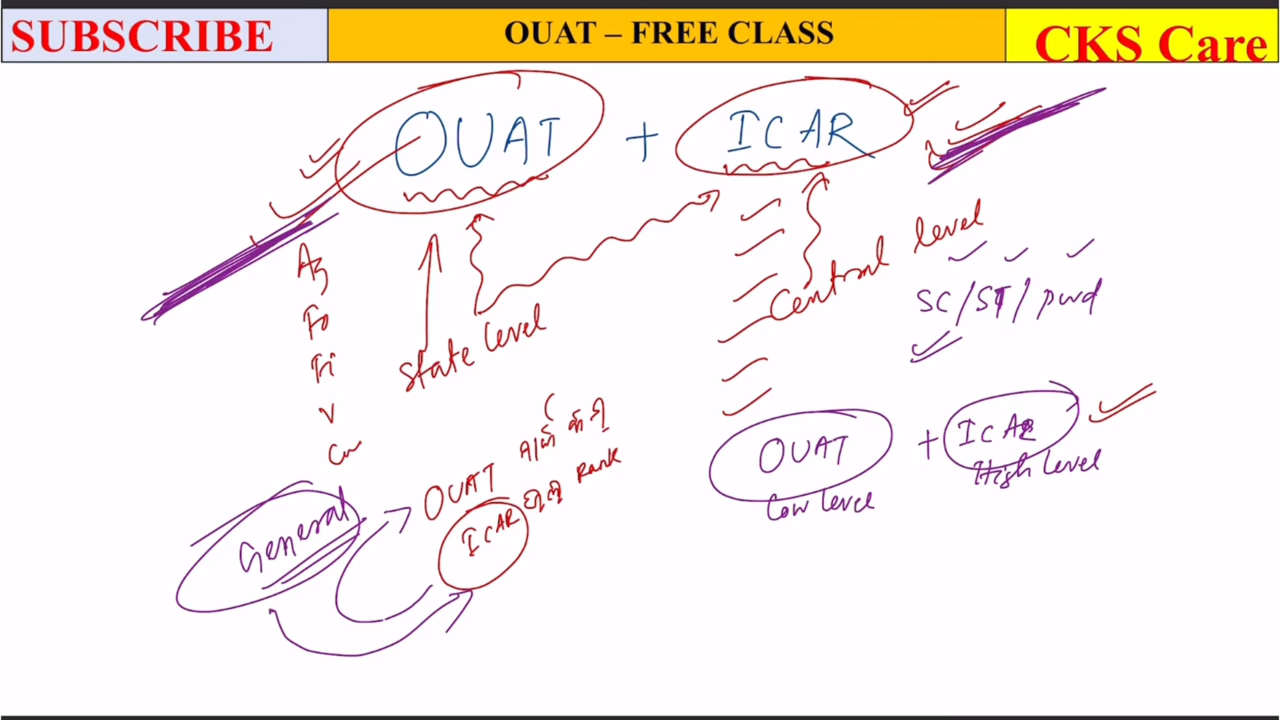 SUBSCRIBE
OUAT – FREE CLASS
CKS Care
OUAT + ICAR
Ag
Fo
Fi
V
State level
Central level
SC/ST/pwd
OUAT + ICAR
Low level
High level
General
OUAT
ICAR
Rank